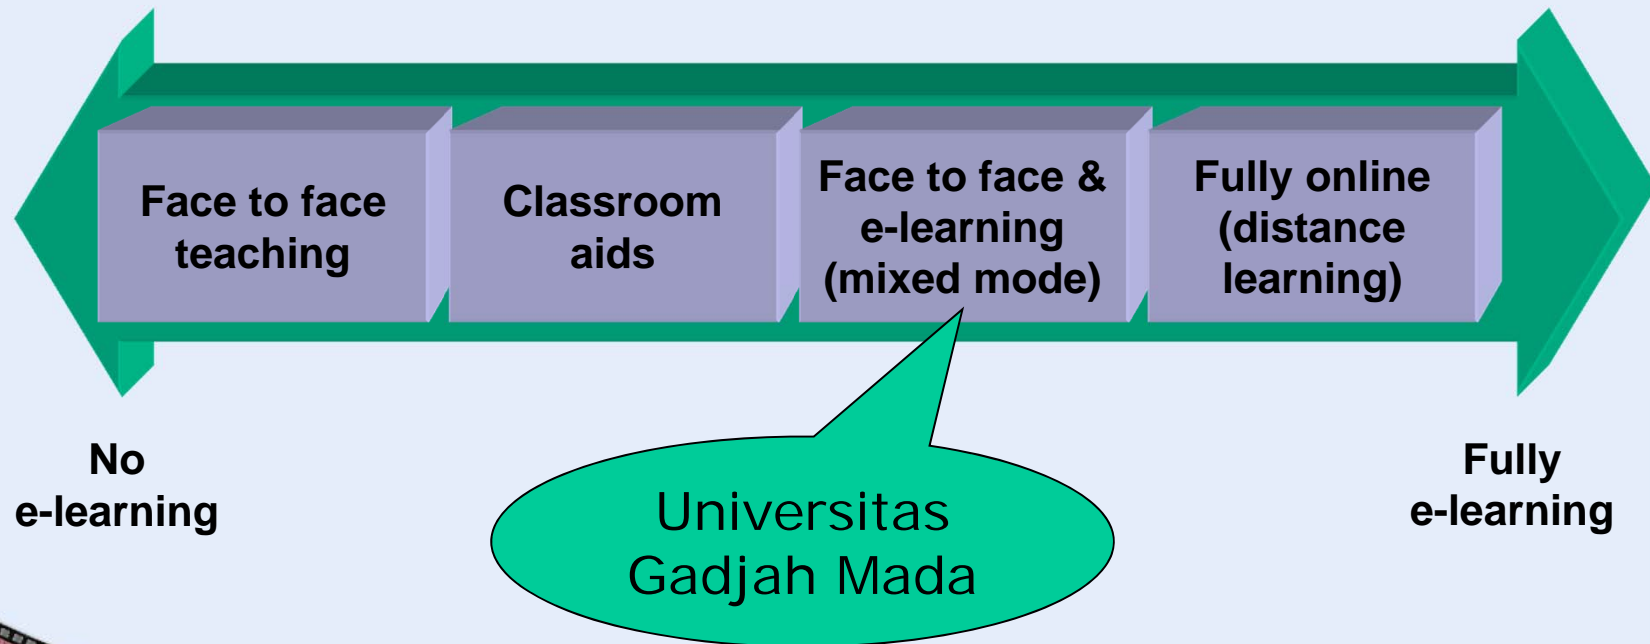 Face to face
teaching
Classroom
aids
Face to face &
e-learning
(mixed mode)
Fully online
(distance
learning)
No
e-learning
Fully
e-learning
Universitas
Gadjah Mada